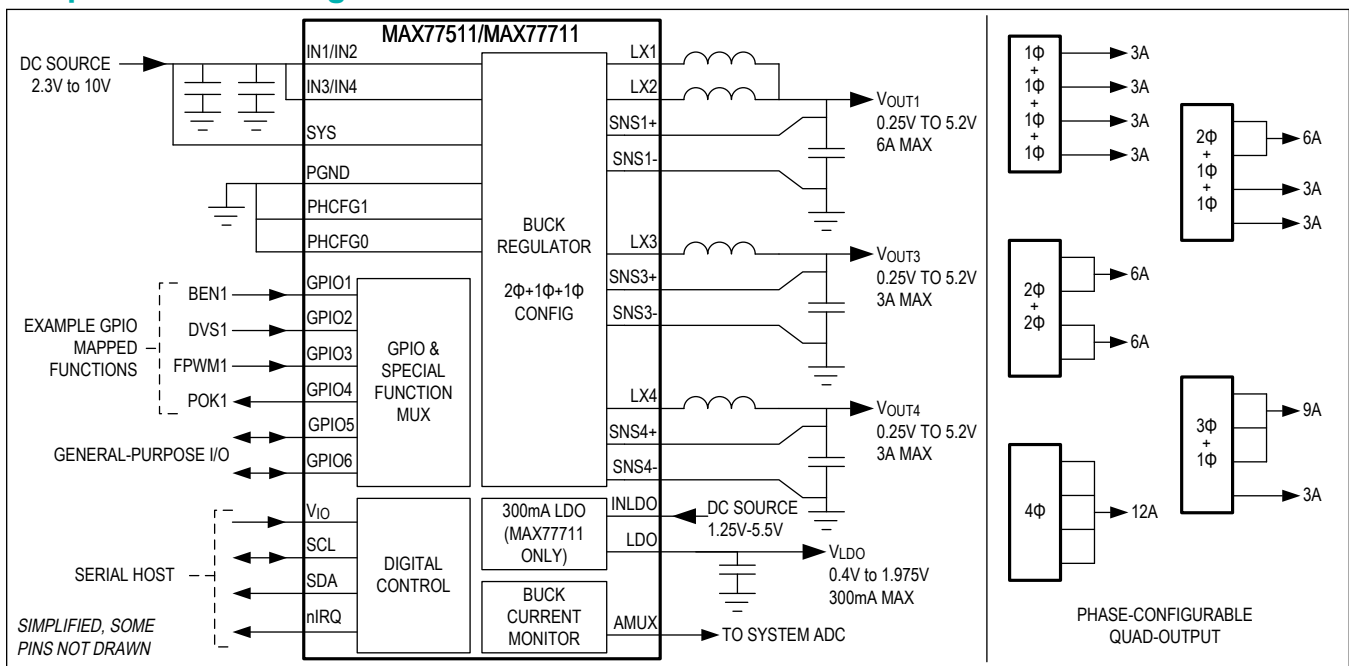 MAX77511/MAX77711
DC SOURCE
2.3V to 10V
IN1/IN2
IN3/IN4
SYS
PGND
PHCFG1
PHCFG0
EXAMPLE GPIO
MAPPED
FUNCTIONS
BEN1
DVS1
FPWM1
POK1
GENERAL-PURPOSE I/O
GPIO1
GPIO2
GPIO3
GPIO4
GPIO5
GPIO6
GPIO &
SPECIAL
FUNCTION
MUX
SERIAL HOST
VIO
SCL
SDA
nIRQ
DIGITAL
CONTROL
SIMPLIFIED, SOME
PINS NOT DRAWN
BUCK
REGULATOR
2Φ+1Φ+1Φ
CONFIG
300mA LDO
(MAX77711
ONLY)
BUCK
CURRENT
MONITOR
LX1
LX2
SNS1+
SNS1-
VOUT1
0.25V TO 5.2V
6A MAX
LX3
SNS3+
SNS3-
VOUT3
0.25V TO 5.2V
3A MAX
LX4
SNS4+
SNS4-
VOUT4
0.25V TO 5.2V
3A MAX
INLDO
DC SOURCE
1.25V-5.5V
LDO
VLDO
0.4V to 1.975V
300mA MAX
AMUX
TO SYSTEM ADC
1Φ
+
1Φ
+
1Φ
+
1Φ
3A
3A
3A
3A
2Φ
+
1Φ
+
1Φ
6A
3A
3A
2Φ
+
2Φ
6A
6A
3Φ
+
1Φ
9A
3A
4Φ
12A
PHASE-CONFIGURABLE
QUAD-OUTPUT